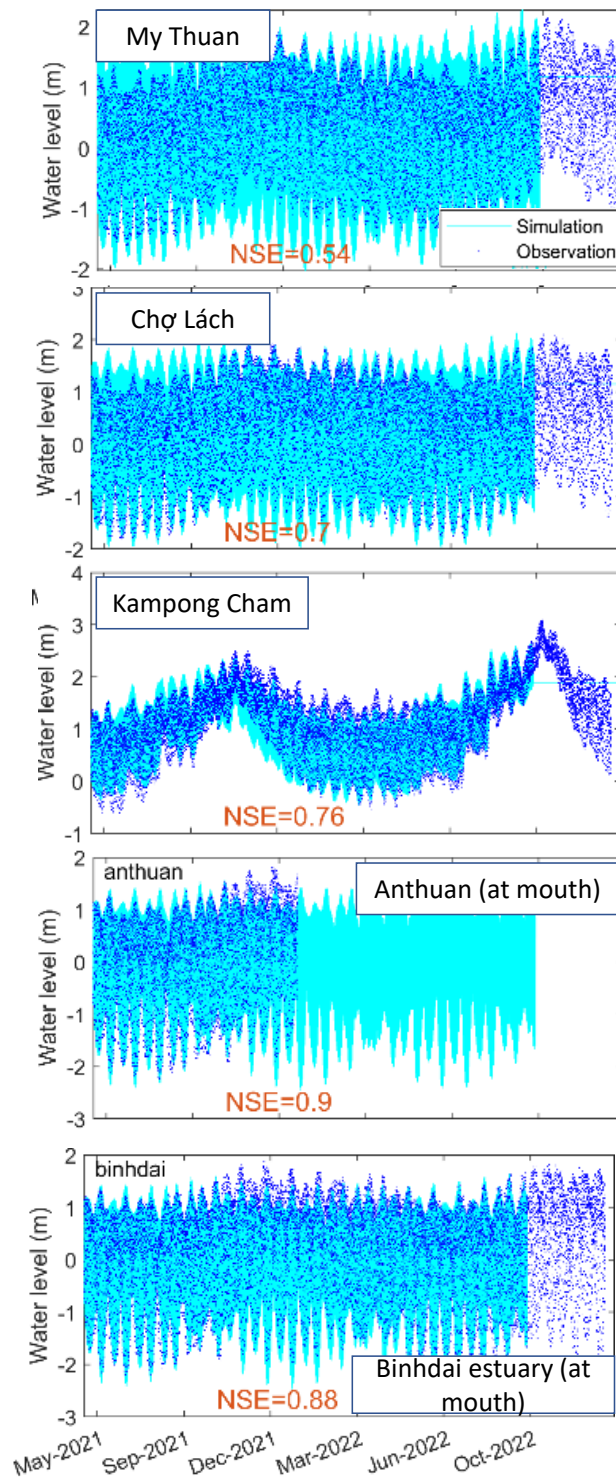 My Thuan
Water level (m)
2
1
0
-1
-2
Simulation
Observation
NSE=0.54
Chợ Lách
Water level (m)
3
2
1
0
-1
-2
NSE=0.7
Kampong Cham
Water level (m)
4
3
2
1
0
-1
NSE=0.76
anthuan
Anthuan (at mouth)
Water level (m)
2
1
0
-1
-2
-3
NSE=0.9
binhdai
Water level (m)
2
1
0
-1
-2
-3
NSE=0.88
Binhdai estuary (at
mouth)
May-2021
Sep-2021
Dec-2021
Mar-2022
Jun-2022
Oct-2022